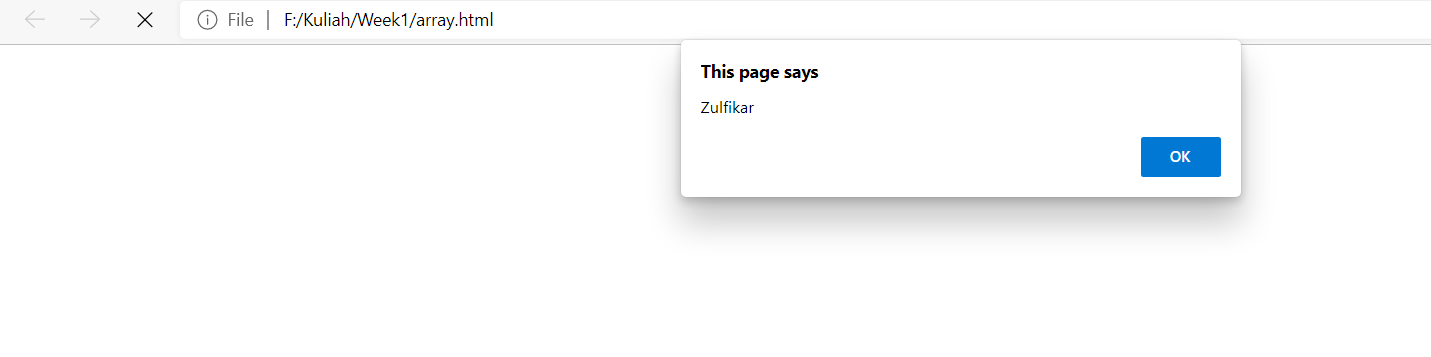 File | F:/Kuliah/Week1/array.html
This page says
Zulfikar
OK